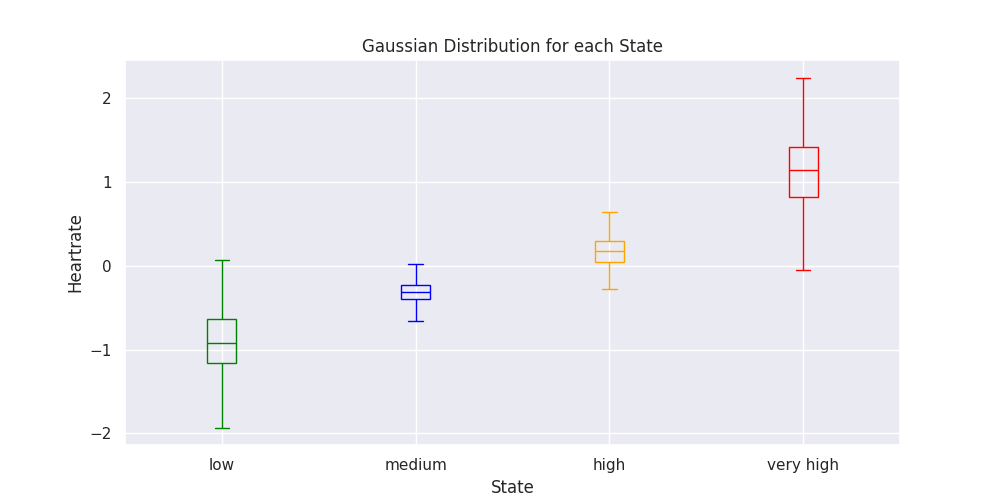 Gaussian Distribution for each State
Heartrate
2
1
0
−1
−2
low medium high very high
State